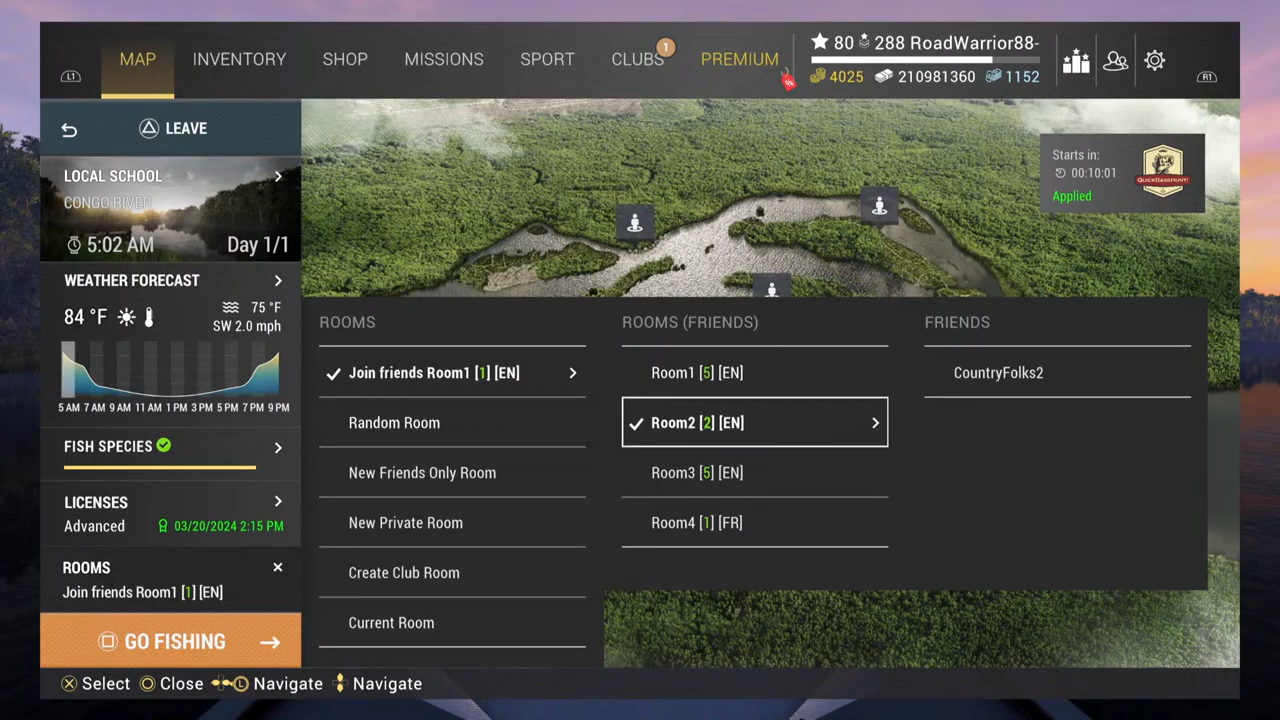 L1
MAP
INVENTORY
SHOP
MISSIONS
SPORT
CLUBS
1
PREMIUM
80 288 RoadWarrior88-
4025 210981360 1152
R1
LEAVE
LOCAL SCHOOL
CONGO RIVER
5:02 AM Day 1/1
WEATHER FORECAST
84 °F
75 °F
SW 2.0 mph
5 AM 7 AM 9 AM 11 AM 1 PM 3 PM 5 PM 7 PM 9 PM
FISH SPECIES
LICENSES
Advanced 03/20/2024 2:15 PM
ROOMS
Join friends Room1 [1] [EN]
GO FISHING
Starts in:
00:10:01
Applied
QUICKBASSHUNT!
ROOMS
Join friends Room1 [1] [EN]
Random Room
New Friends Only Room
New Private Room
Create Club Room
Current Room
ROOMS (FRIENDS)
Room1 [5] [EN]
Room2 [2] [EN]
Room3 [5] [EN]
Room4 [1] [FR]
FRIENDS
CountryFolks2
Select Close L Navigate Navigate